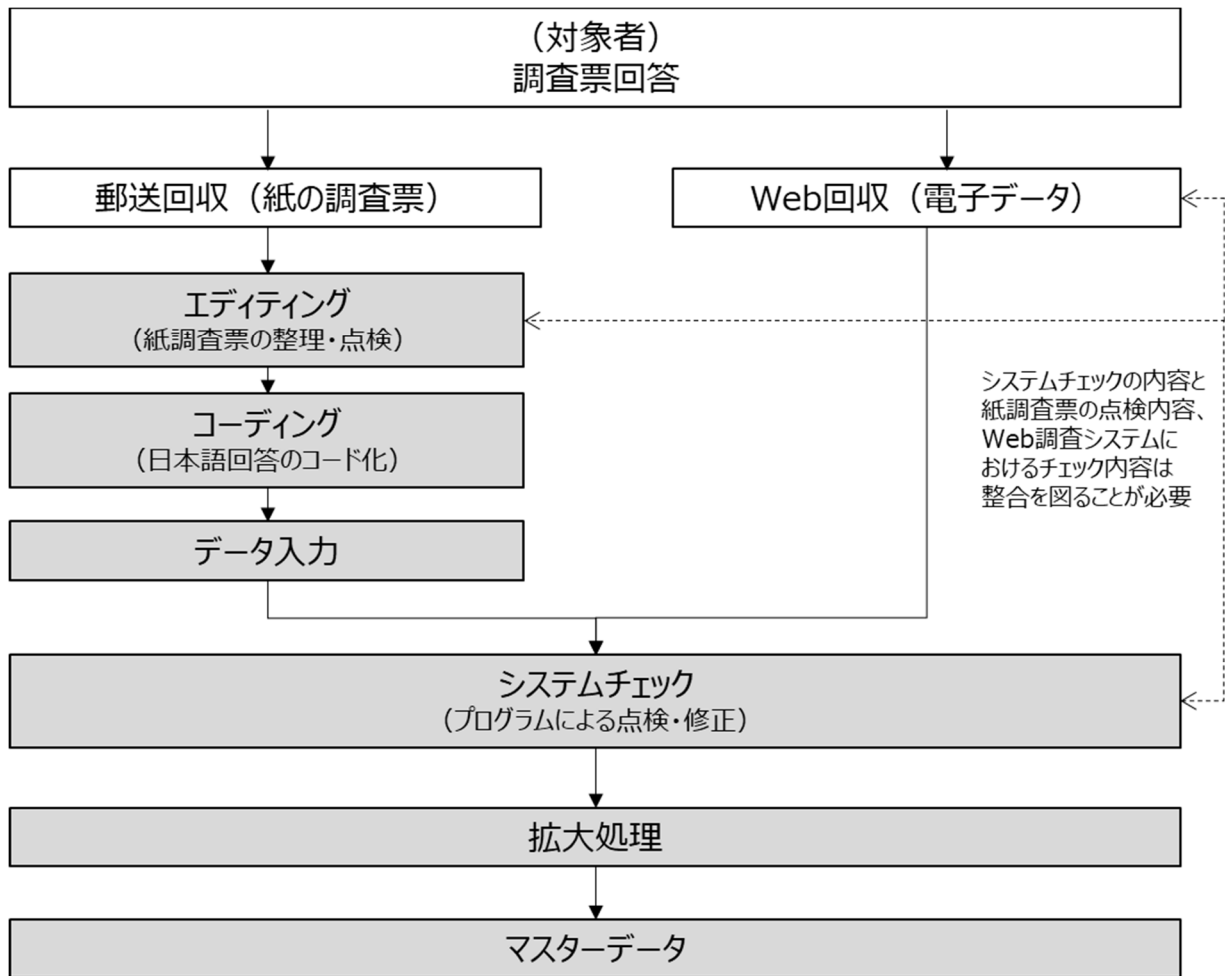 （対象者）
調査票回答
郵送回収（紙の調査票）
Web回収（電子データ）
エディティング
（紙調査票の整理・点検）
コーディング
（日本語回答のコード化）
データ入力
システムチェックの内容と
紙調査票の点検内容、
Web調査システムに
おけるチェック内容は
整合を図ることが必要
システムチェック
（プログラムによる点検・修正）
拡大処理
マスターデータ